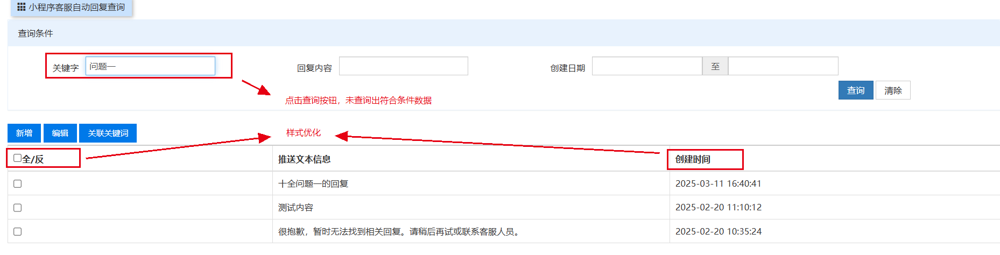 小程序客服自动回复查询
查询条件
关键字 问题一 回复内容 创建日期 至
查询 清除
点击查询按钮，未查询出符合条件数据
新增 编辑 关联关键词 样式优化
全/反 推送文本信息 创建时间
十全问题一的回复 2025-03-11 16:40:41
测试内容 2025-02-20 11:10:12
很抱歉，暂时无法找到相关回复。请稍后再试或联系客服人员。 2025-02-20 10:35:24